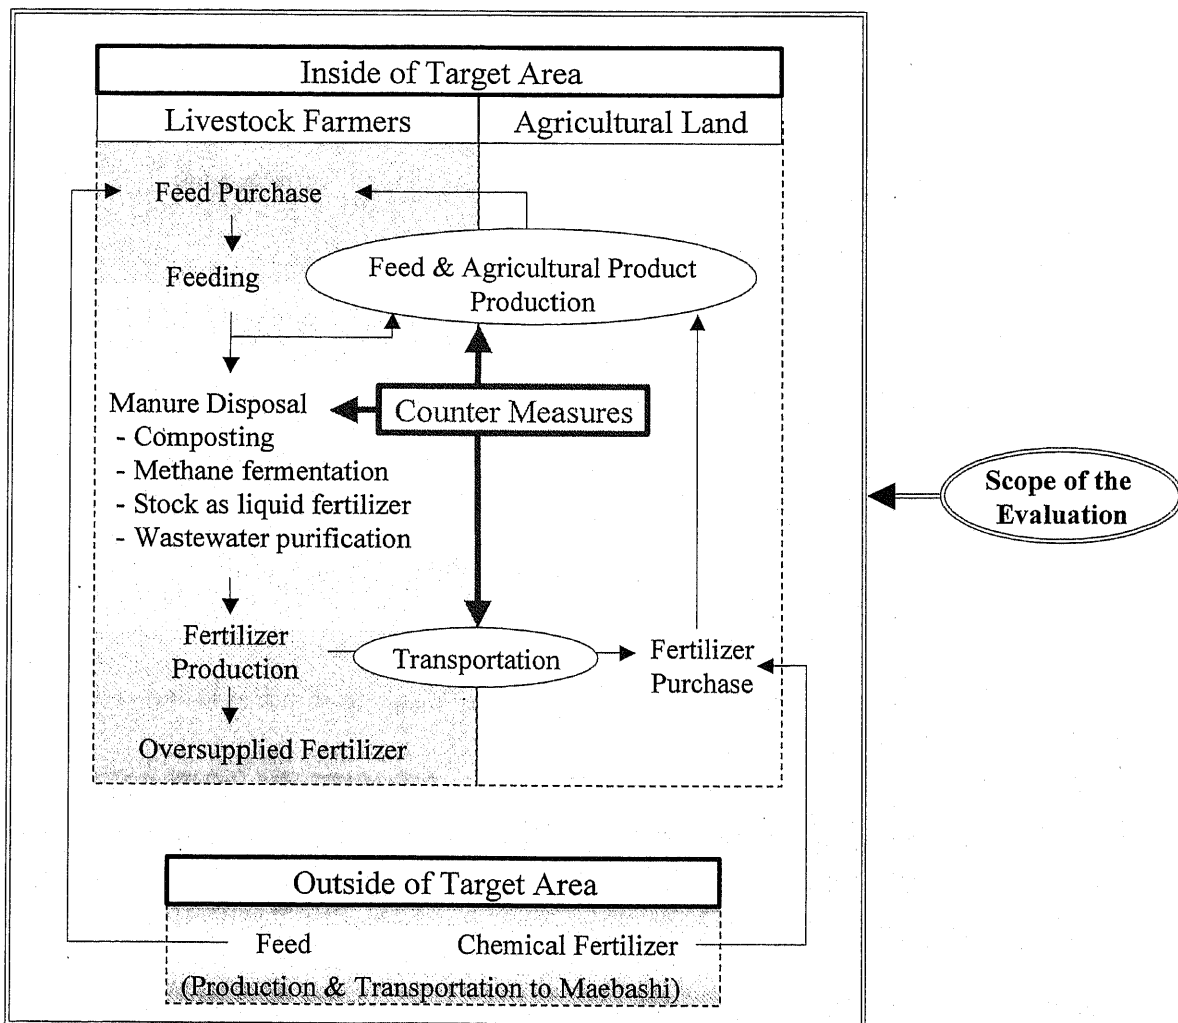 Inside of Target Area
Livestock Farmers
Agricultural Land
Feed Purchase
Feeding
Feed & Agricultural Product
Production
Manure Disposal
- Composting
- Methane fermentation
- Stock as liquid fertilizer
- Wastewater purification
Counter Measures
Scope of the
Evaluation
Fertilizer
Production
Transportation
Fertilizer
Purchase
Oversupplied Fertilizer
Outside of Target Area
Feed
Chemical Fertilizer
(Production & Transportation to Maebashi)